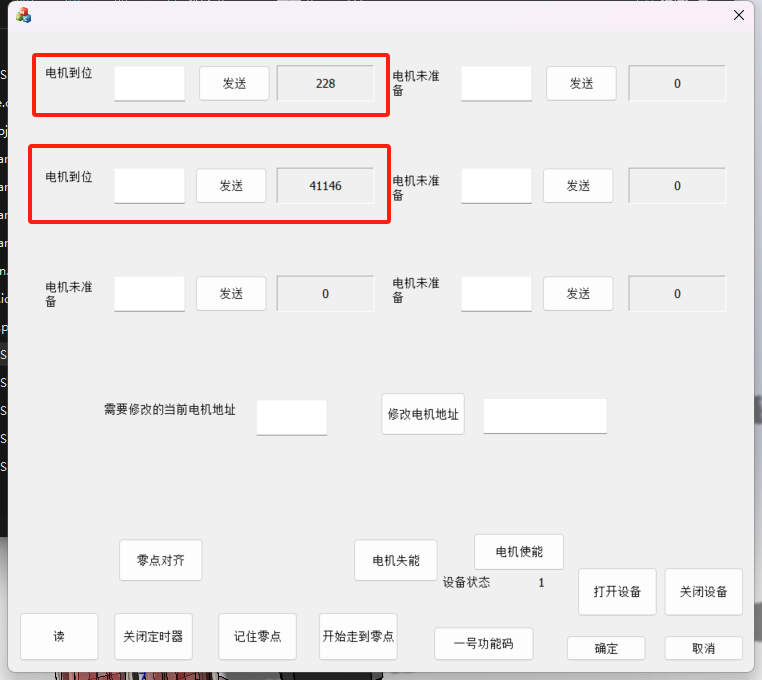 电机到位
发送
228
电机未准
备
发送
0
电机到位
发送
41146
电机未准
备
发送
0
电机未准
备
发送
0
电机未准
备
发送
0
需要修改的当前电机地址
修改电机地址
零点对齐
电机失能
电机使能
设备状态
1
打开设备
关闭设备
读
关闭定时器
记住零点
开始走到零点
一号功能码
确定
取消